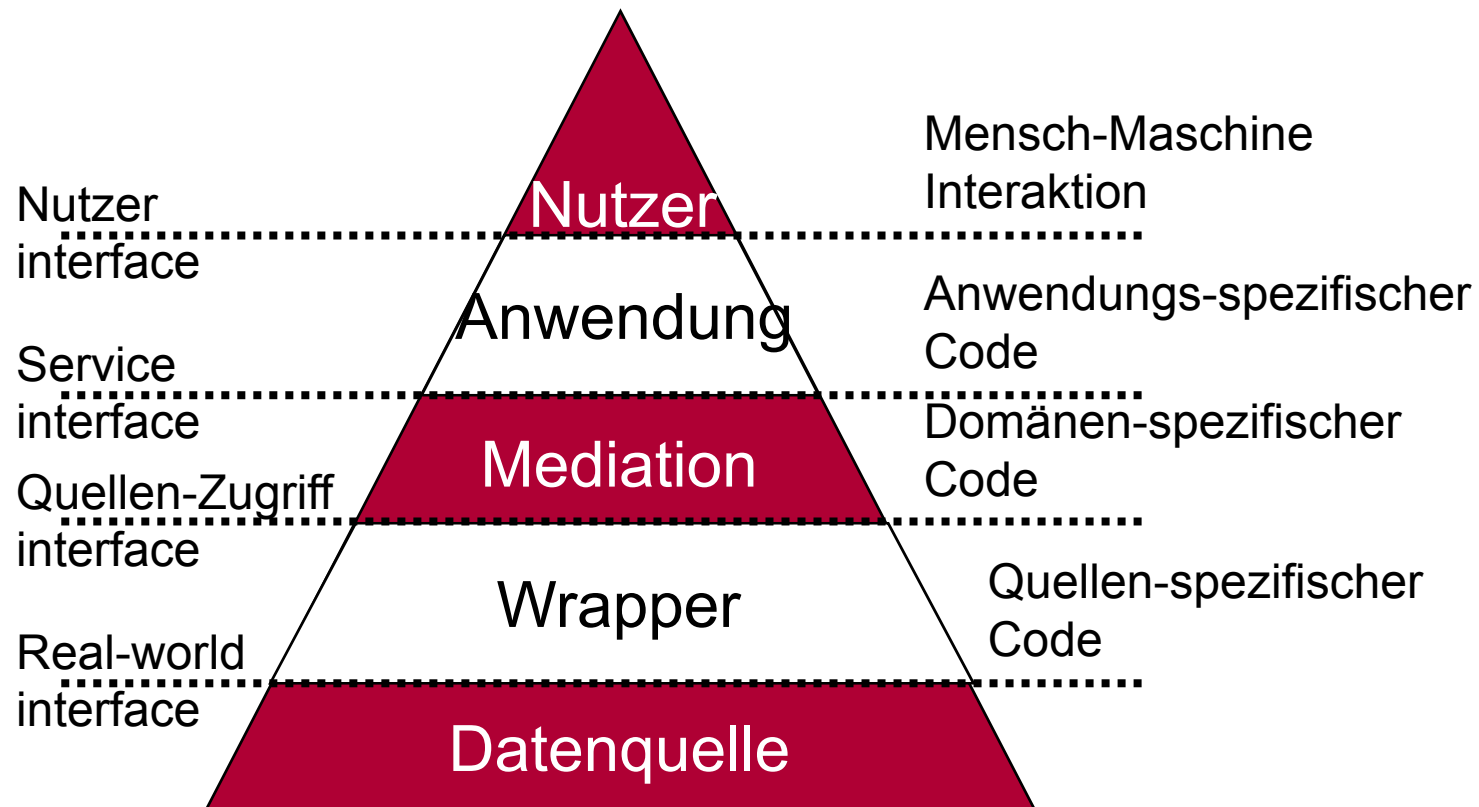 Mensch-Maschine
Interaktion
Nutzer
Nutzer
interface
Anwendung
Anwendungs-spezifischer
Code
Service
interface
Domänen-spezifischer
Code
Mediation
Quellen-Zugriff
interface
Wrapper
Quellen-spezifischer
Code
Real-world
interface
Datenquelle